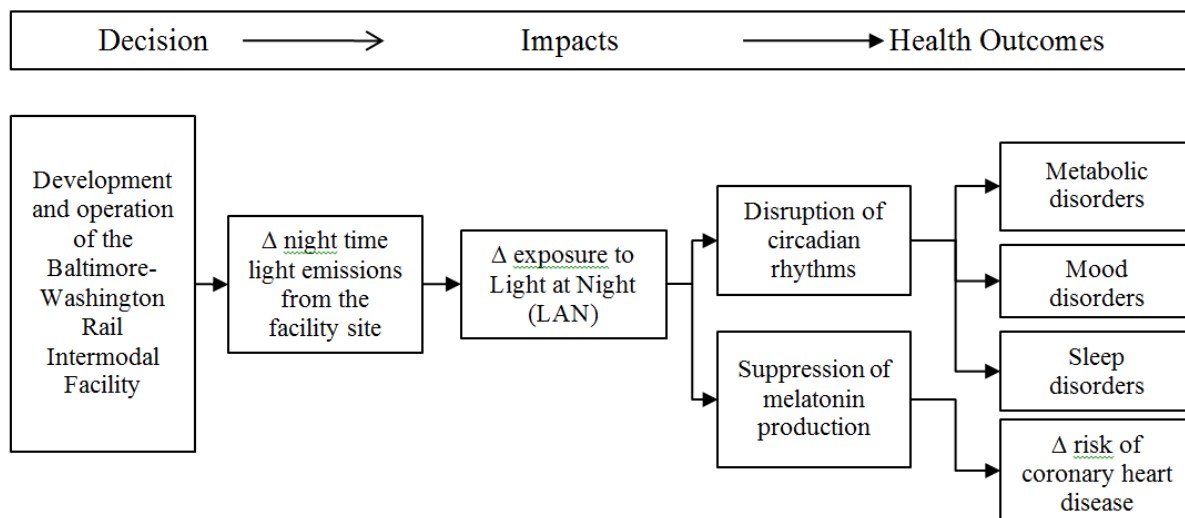 Decision
Impacts
Health Outcomes
Development
and operation
of the
Baltimore-
Washington
Rail
Intermodal
Facility
Δ night time
light emissions
from the
facility site
Δ exposure to
Light at Night
(LAN)
Disruption of
circadian
rhythms
Suppression of
melatonin
production
Metabolic
disorders
Mood
disorders
Sleep
disorders
Δ risk of
coronary heart
disease